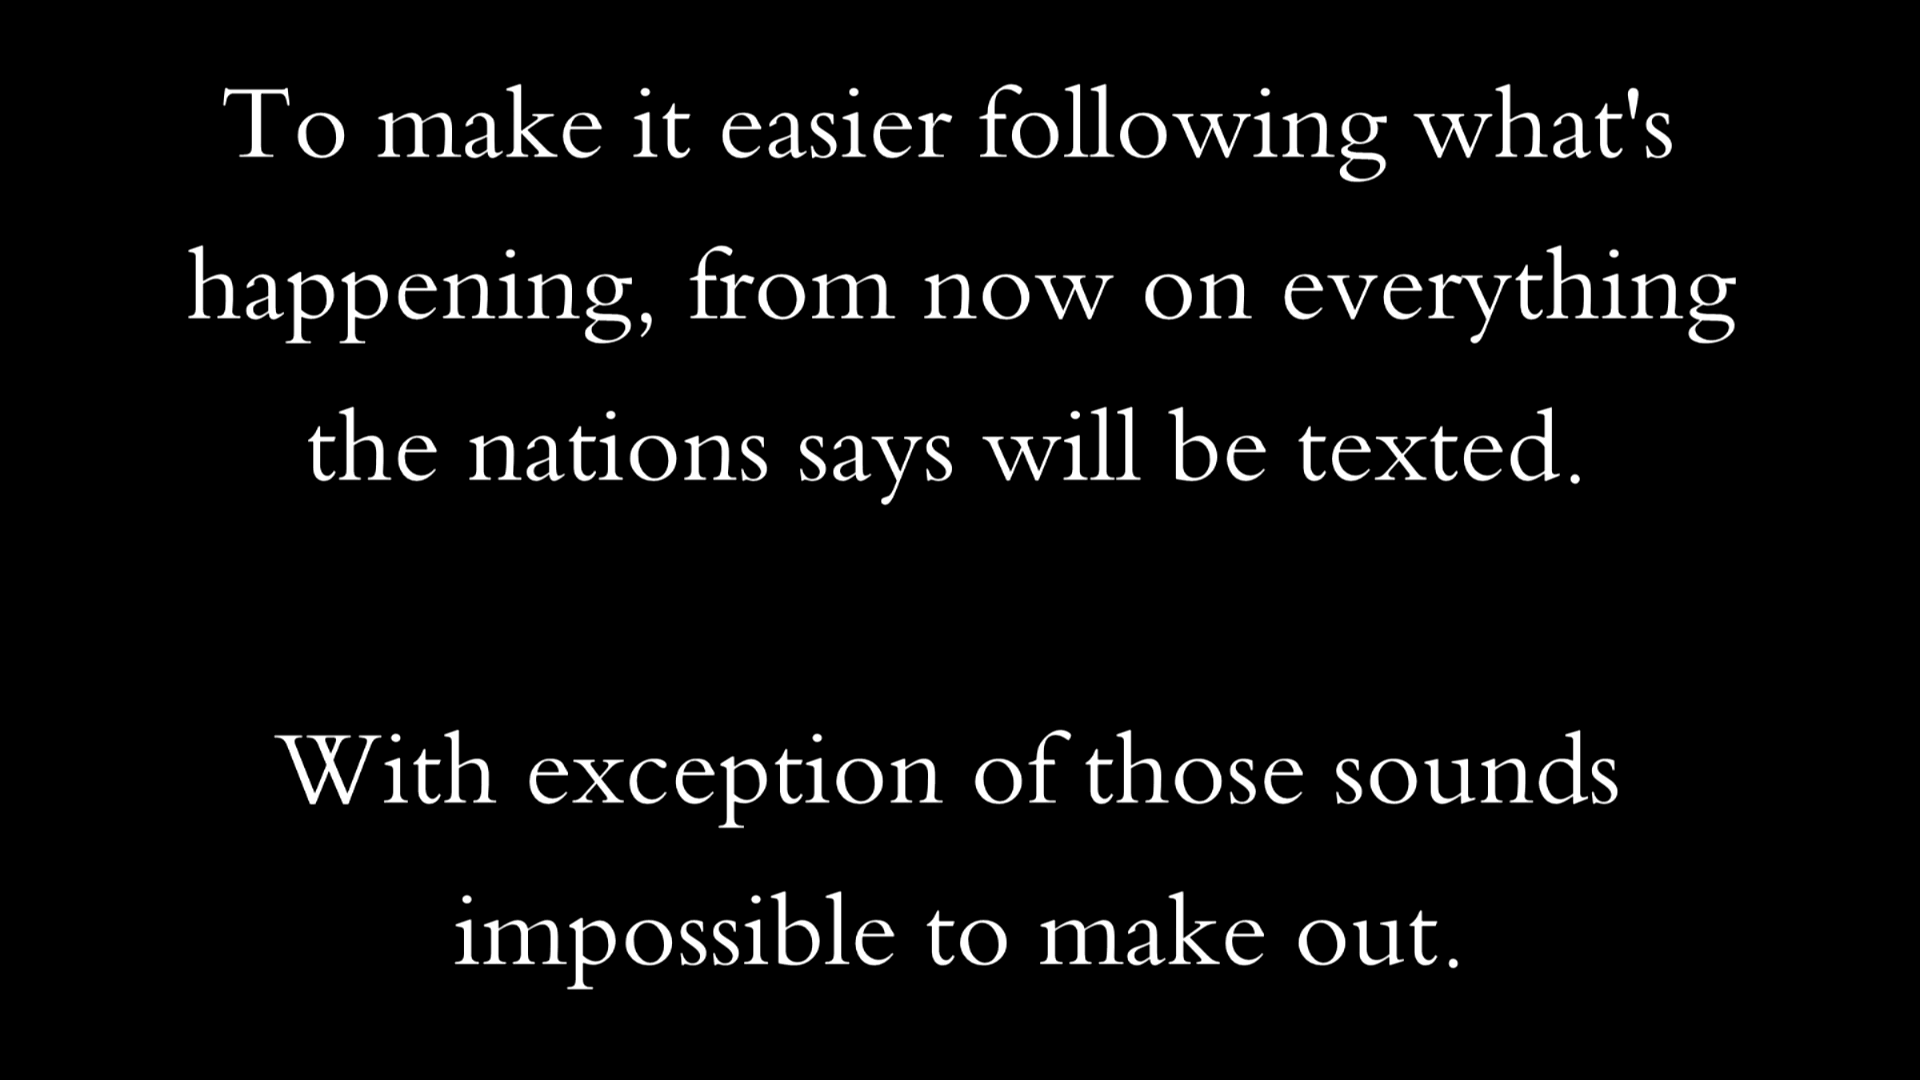 To make it easier following what's
happening, from now on everything
the nations says will be texted.
With exception of those sounds
impossible to make out.